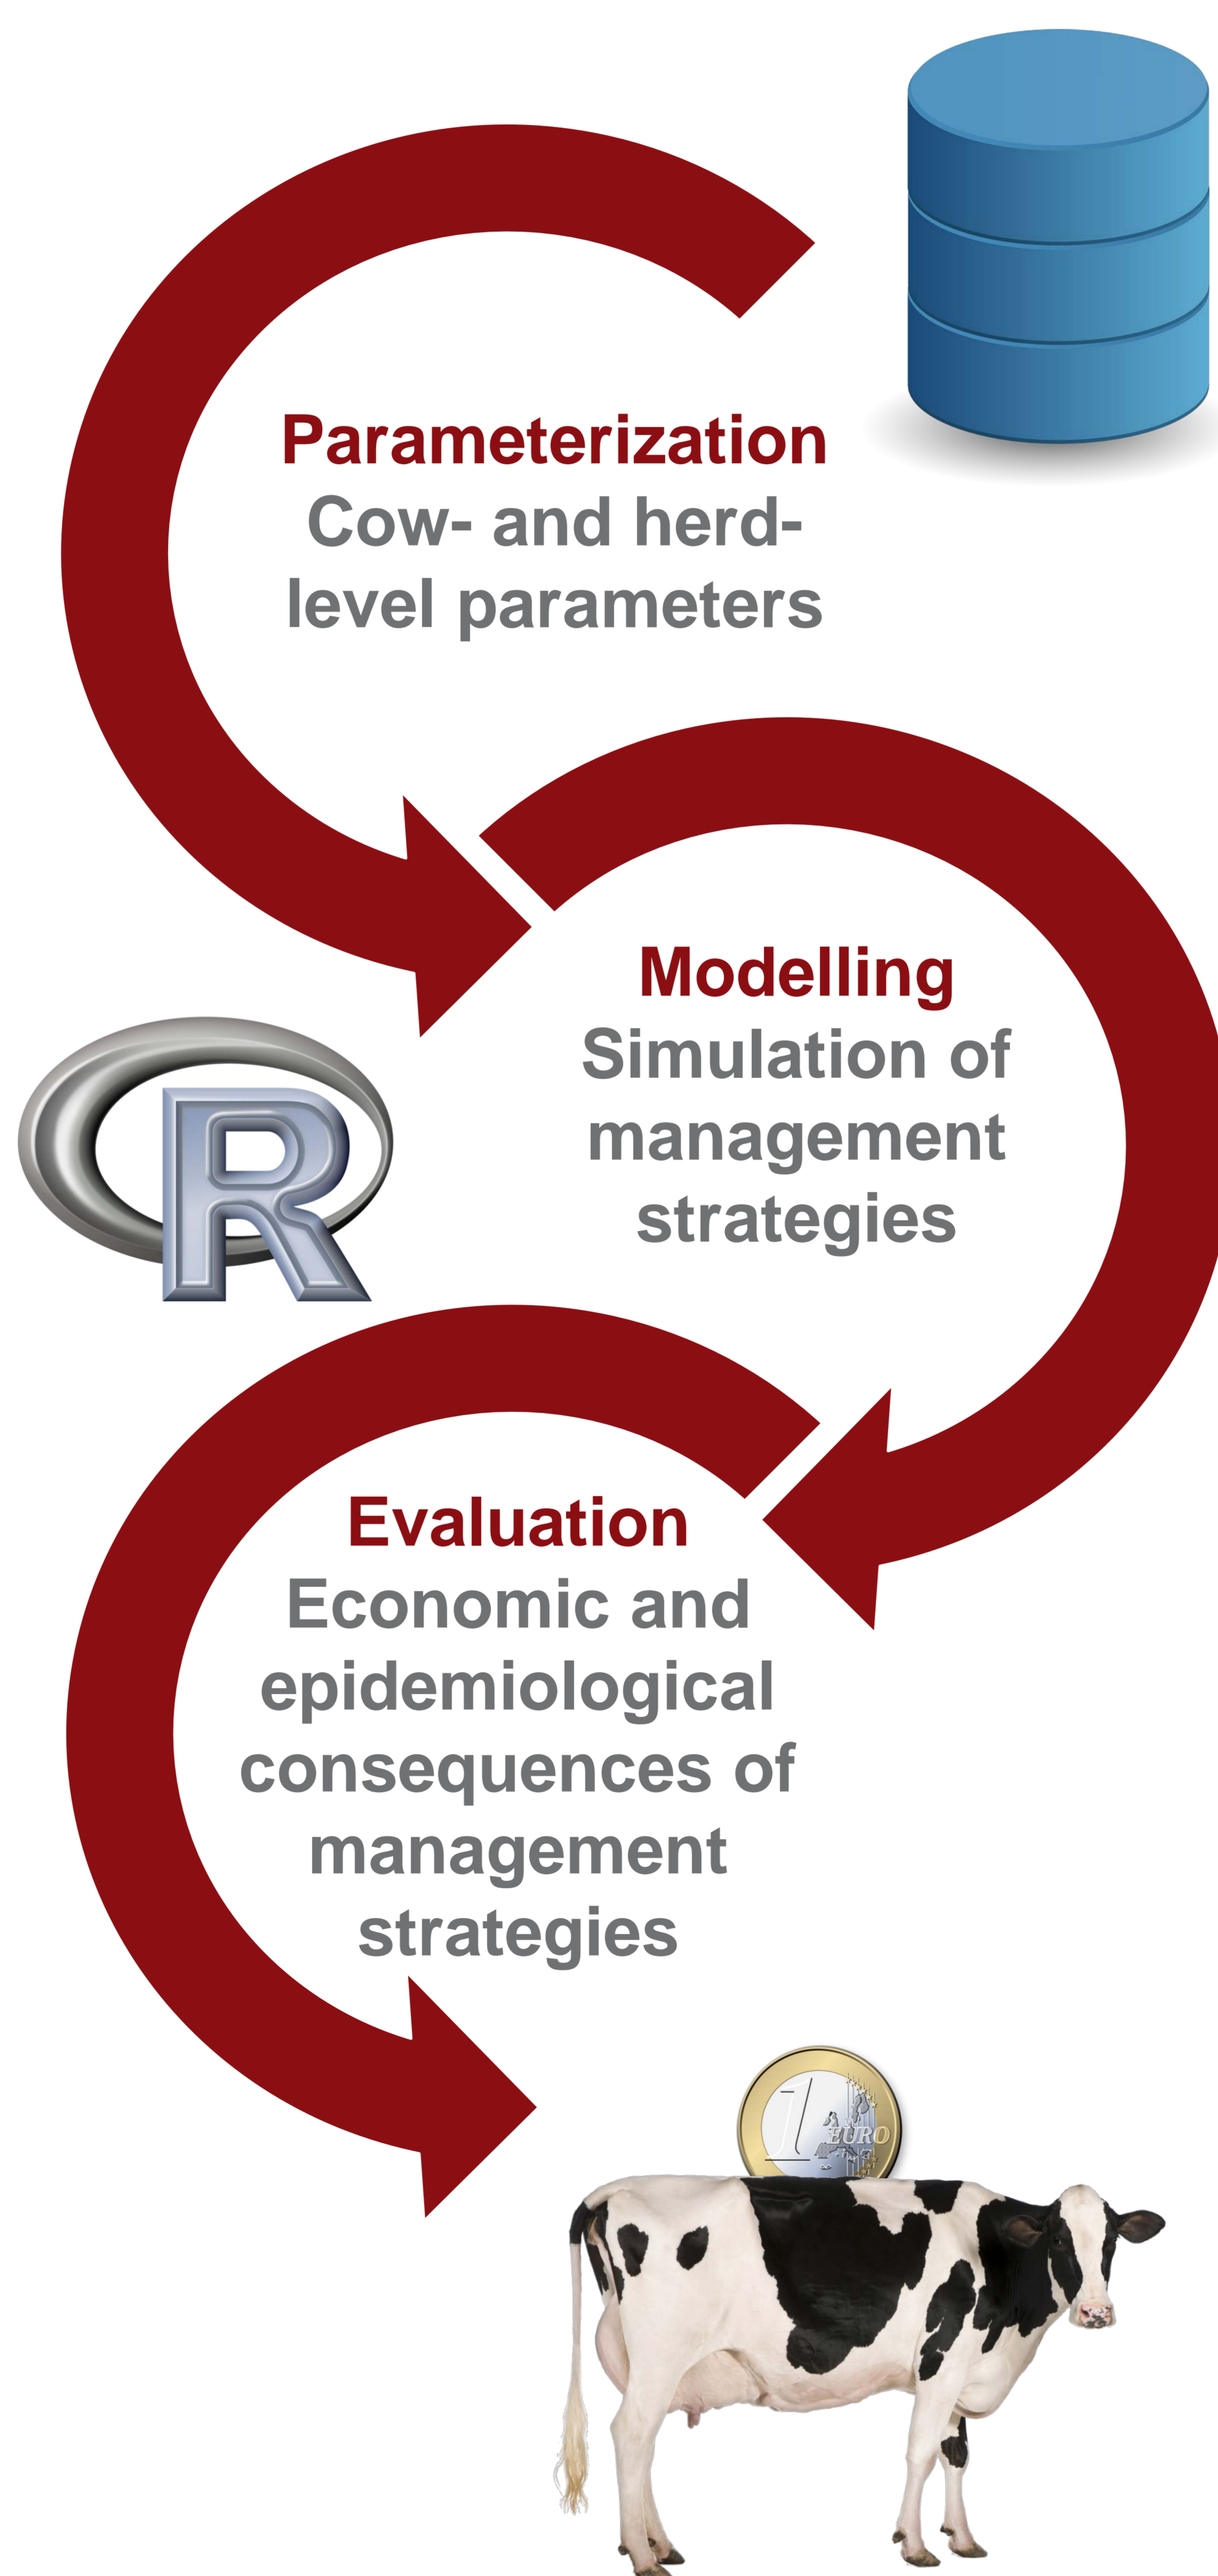 Parameterization
Cow- and herd-
level parameters
Modelling
Simulation of
management
strategies
R
Evaluation
Economic and
epidemiological
consequences of
management
strategies
1
EURO